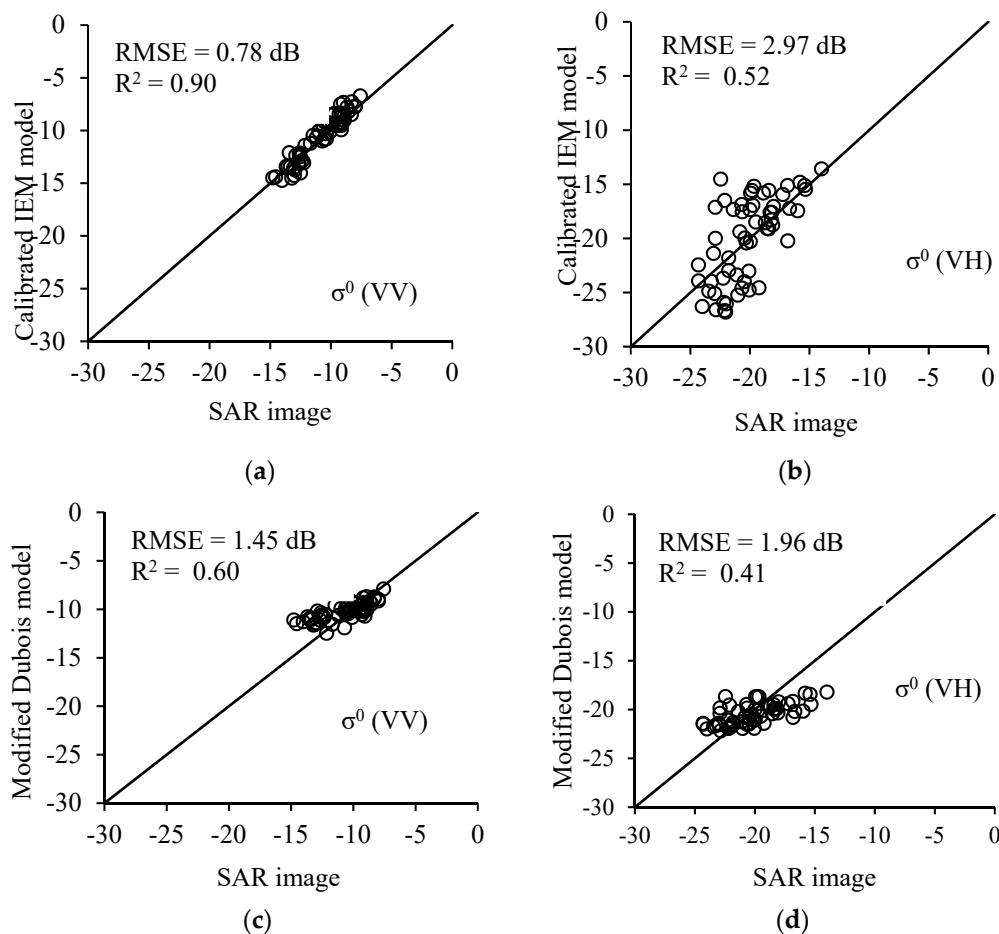 0
-5
-10
-15
-20
-25
-30
Calibrated IEM model
RMSE = 0.78 dB
R² = 0.90
σ⁰ (VV)
-30 -25 -20 -15 -10 -5 0
SAR image
(a)
0
-5
-10
-15
-20
-25
-30
Calibrated IEM model
RMSE = 2.97 dB
R² = 0.52
σ⁰ (VH)
-30 -25 -20 -15 -10 -5 0
SAR image
(b)
0
-5
-10
-15
-20
-25
-30
Modified Dubois model
RMSE = 1.45 dB
R² = 0.60
σ⁰ (VV)
-30 -25 -20 -15 -10 -5 0
SAR image
(c)
0
-5
-10
-15
-20
-25
-30
Modified Dubois model
RMSE = 1.96 dB
R² = 0.41
σ⁰ (VH)
-30 -25 -20 -15 -10 -5 0
SAR image
(d)